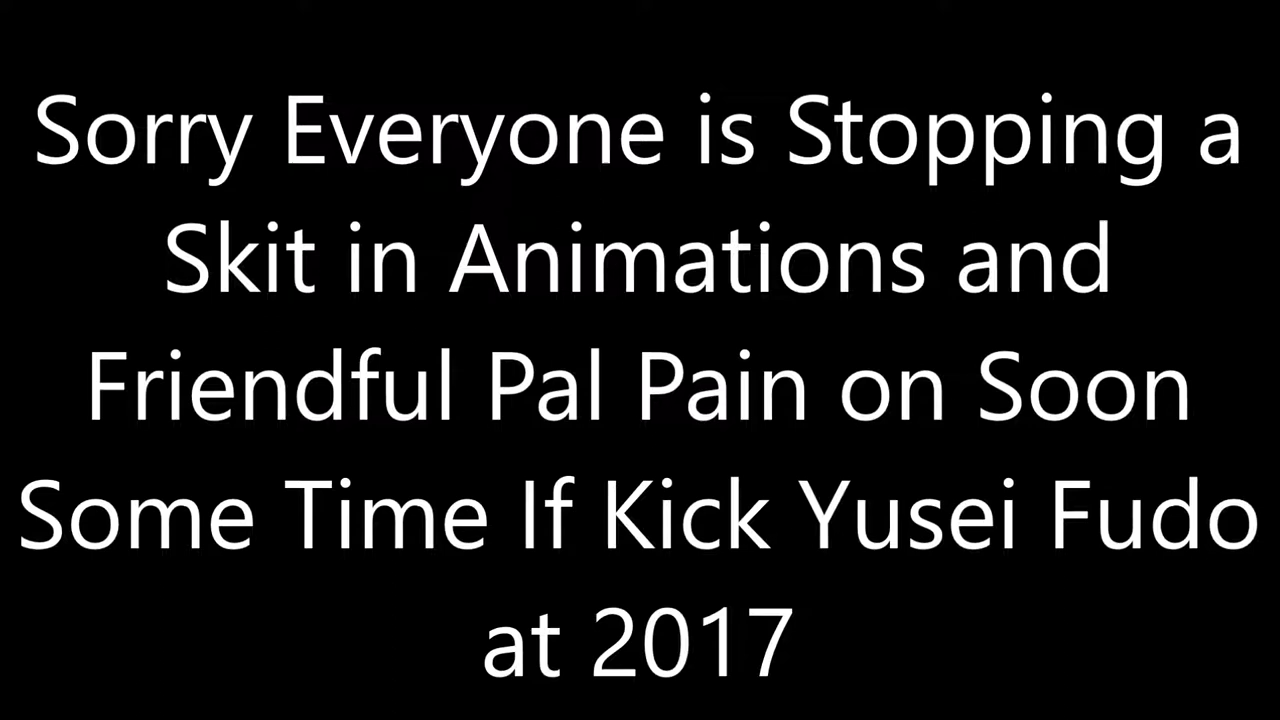 Sorry Everyone is Stopping a
Skit in Animations and
Friendful Pal Pain on Soon
Some Time If Kick Yusei Fudo
at 2017